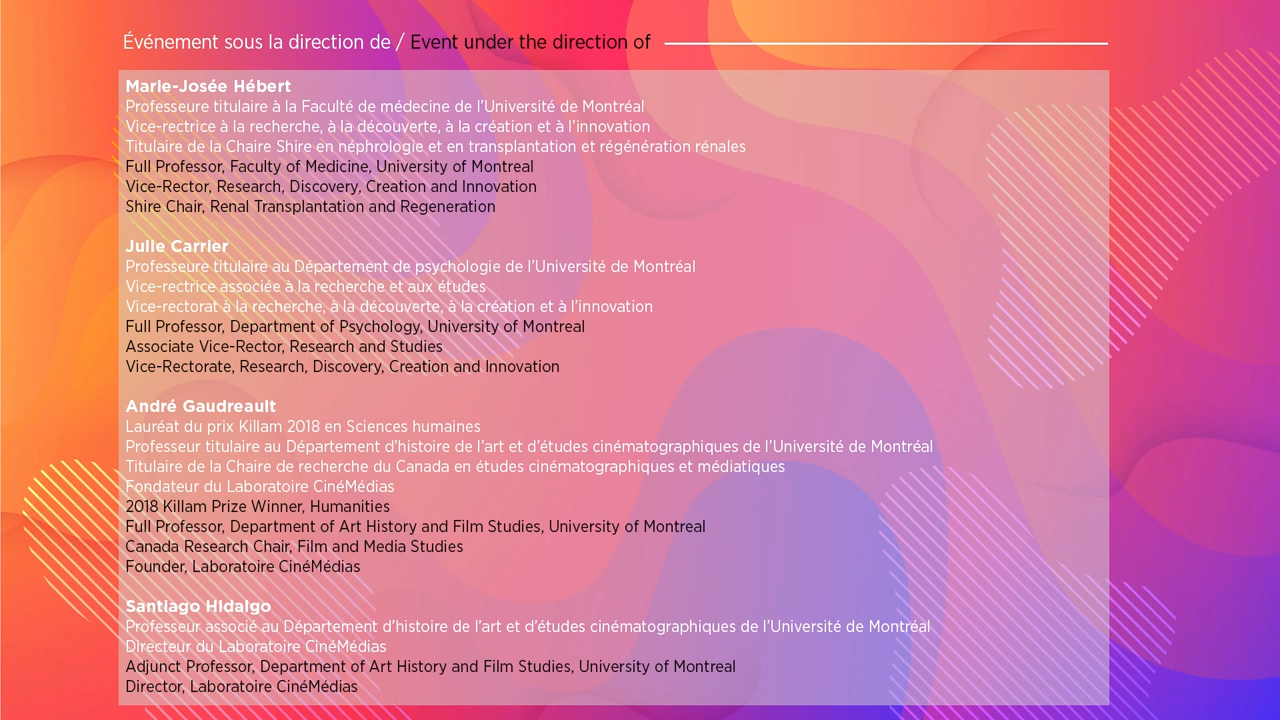 Événement sous la direction de / Event under the direction of
Marie-Josée Hébert
Professeure titulaire à la Faculté de médecine de l'Université de Montréal
Vice-rectrice à la recherche, à la découverte, à la création et à l'innovation
Titulaire de la Chaire Shire en néphrologie et en transplantation et régénération rénales
Full Professor, Faculty of Medicine, University of Montreal
Vice-Rector, Research, Discovery, Creation and Innovation
Shire Chair, Renal Transplantation and Regeneration
Julie Carrier
Professeure titulaire au Département de psychologie de l'Université de Montréal
Vice-rectrice associée à la recherche et aux études
Vice-rectorat à la recherche, à la découverte, à la création et à l'innovation
Full Professor, Department of Psychology, University of Montreal
Associate Vice-Rector, Research and Studies
Vice-Rectorate, Research, Discovery, Creation and Innovation
André Gaudreault
Lauréat du prix Killam 2018 en Sciences humaines
Professeur titulaire au Département d'histoire de l'art et d'études cinématographiques de l'Université de Montréal
Titulaire de la Chaire de recherche du Canada en études cinématographiques et médiatiques
Fondateur du Laboratoire CinéMédias
2018 Killam Prize Winner, Humanities
Full Professor, Department of Art History and Film Studies, University of Montreal
Canada Research Chair, Film and Media Studies
Founder, Laboratoire CinéMédias
Santiago Hidalgo
Professeur associé au Département d'histoire de l'art et d'études cinématographiques de l'Université de Montréal
Directeur du Laboratoire CinéMédias
Adjunct Professor, Department of Art History and Film Studies, University of Montreal
Director, Laboratoire CinéMédias